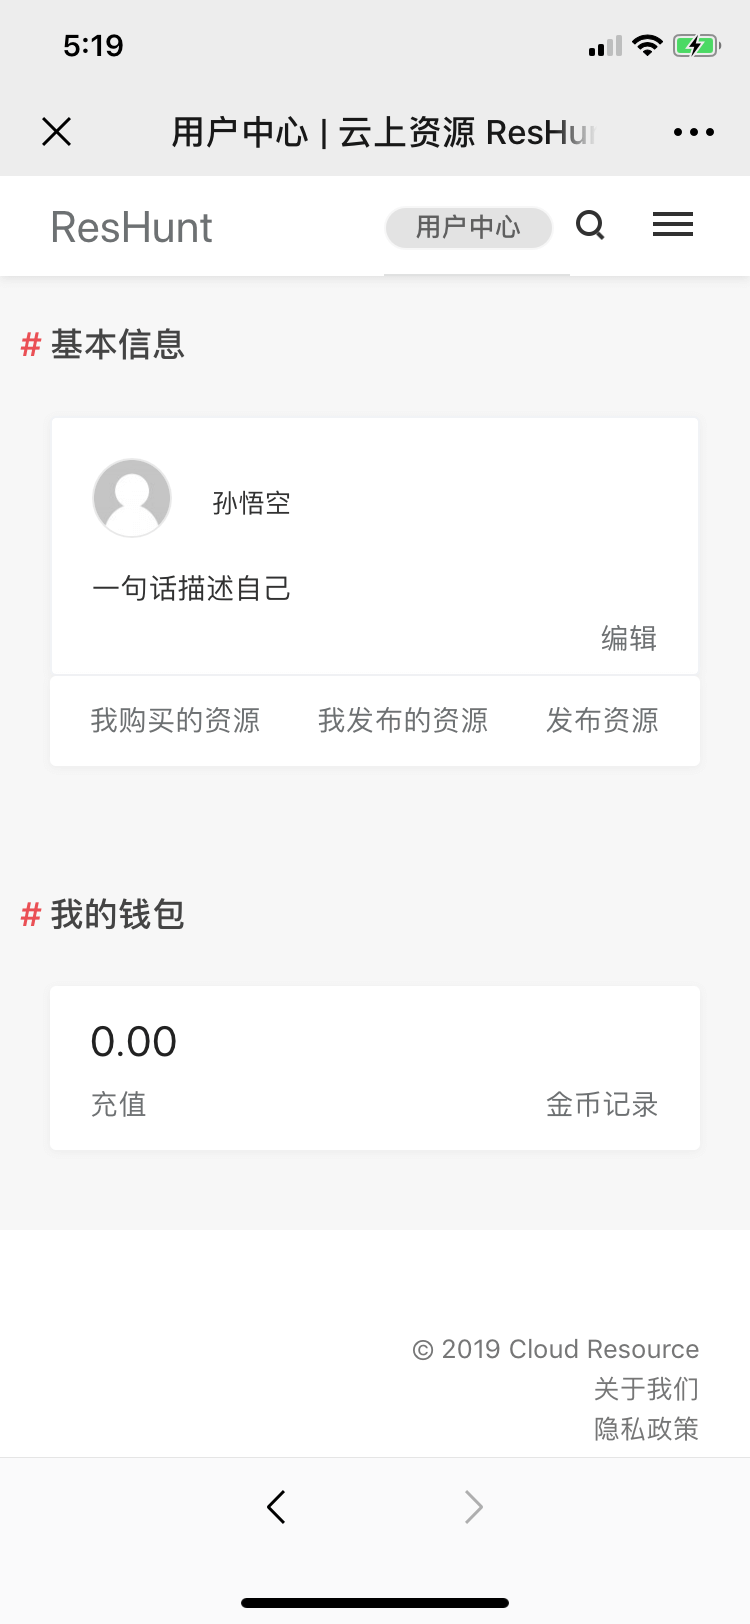 5:19
用户中心 | 云上资源 ResHun
ResHunt
用户中心
# 基本信息
孙悟空
一句话描述自己
编辑
我购买的资源 我发布的资源 发布资源
# 我的钱包
0.00
充值 金币记录
© 2019 Cloud Resource
关于我们
隐私政策